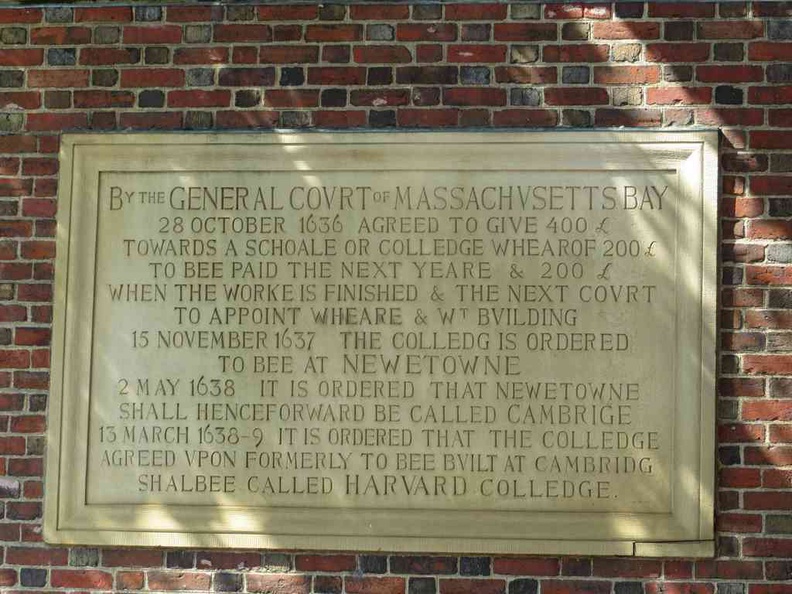 BY THE GENERAL COVRT OF MASSACHVSETTS BAY
28 OCTOBER 1636 AGREED TO GIVE 400 £
TOWARDS A SCHOALE OR COLLEDGE WHEAROF 200 £
TO BEE PAID THE NEXT YEARE & 200 £
WHEN THE WORKE IS FINISHED & THE NEXT COVRT
TO APPOINT WHEARE & WT BVILDING
15 NOVEMBER 1637 THE COLLEDG IS ORDERED
TO BEE AT NEWETOWNE
2 MAY 1638 IT IS ORDERED THAT NEWETOWNE
SHALL HENCEFORWARD BE CALLED CAMBRIGE
13 MARCH 1638-9 IT IS ORDERED THAT THE COLLEDGE
AGREED VPON FORMERLY TO BEE BVILT AT CAMBRIDG
SHALBEE CALLED HARVARD COLLEDGE.